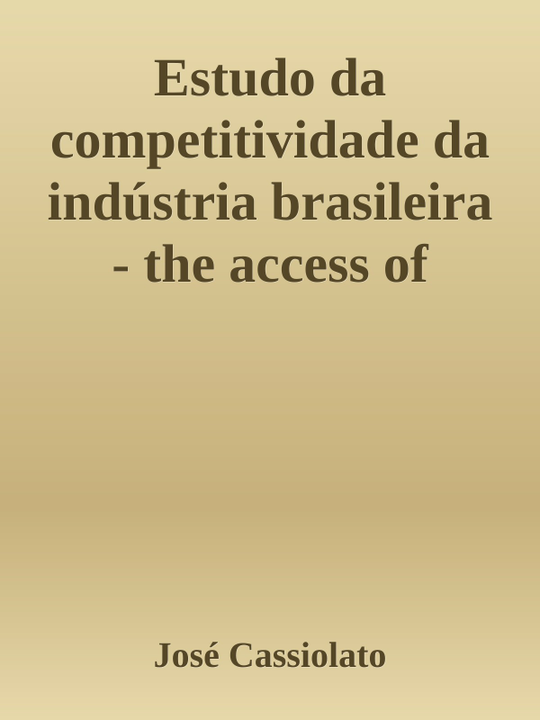 Estudo da
competitividade da
indústria brasileira
- the access of
José Cassiolato